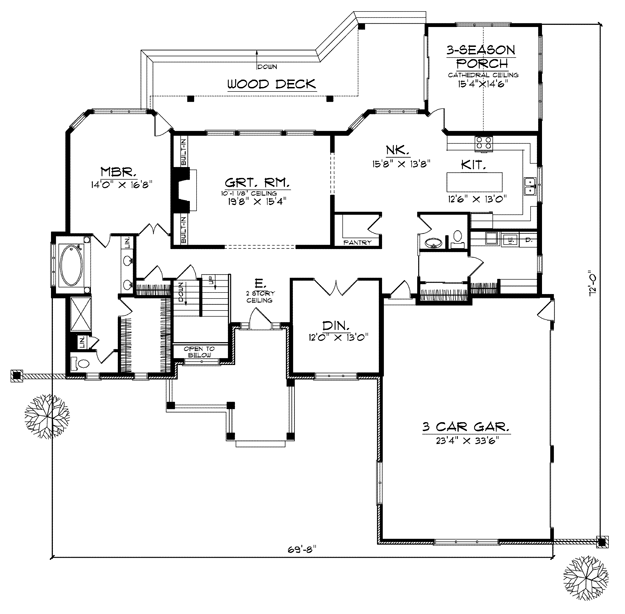 3-SEASON
PORCH
CATHEDRAL CEILING
15'4"X14'6"
DOWN
WOOD DECK
BUILT-IN
MBR.
14'0" X 16'8"
GRT. RM.
10'-1 1/8" CEILING
19'8" X 15'4"
NK.
15'8" X 13'8"
KIT.
12'6" X 13'0"
BUILT-IN
PANTRY
LIN.
W.
D.
DOWN
UP
E.
2 STORY
CEILING
72'-0"
DIN.
12'0" X 13'0"
LIN.
OPEN TO
BELOW
3 CAR GAR.
23'4" X 33'6"
69'-8"